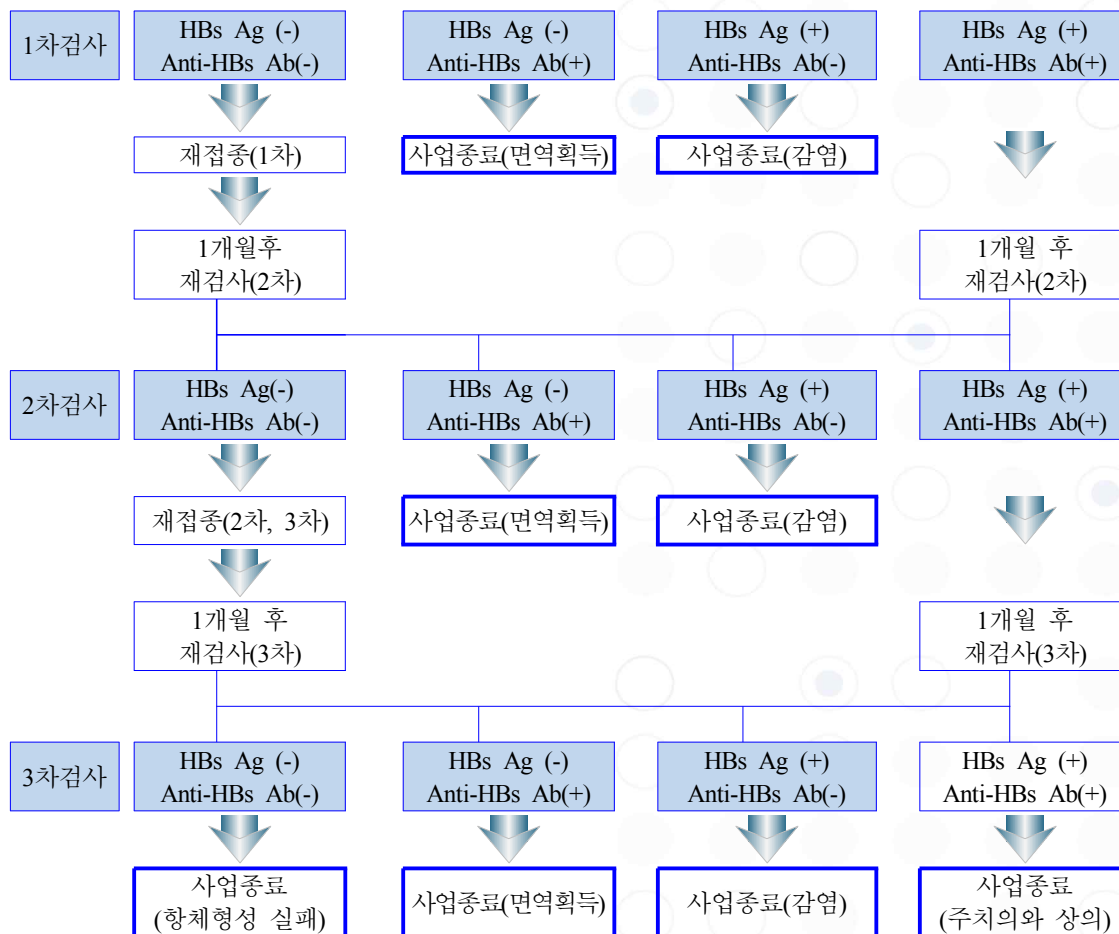 1차검사
HBs Ag (-)
Anti-HBs Ab(-)
HBs Ag (-)
Anti-HBs Ab(+)
HBs Ag (+)
Anti-HBs Ab(-)
HBs Ag (+)
Anti-HBs Ab(+)
재접종(1차)
사업종료(면역획득)
사업종료(감염)
1개월후
재검사(2차)
1개월 후
재검사(2차)
2차검사
HBs Ag(-)
Anti-HBs Ab(-)
HBs Ag (-)
Anti-HBs Ab(+)
HBs Ag (+)
Anti-HBs Ab(-)
HBs Ag (+)
Anti-HBs Ab(+)
재접종(2차, 3차)
사업종료(면역획득)
사업종료(감염)
1개월 후
재검사(3차)
1개월 후
재검사(3차)
3차검사
HBs Ag (-)
Anti-HBs Ab(-)
HBs Ag (-)
Anti-HBs Ab(+)
HBs Ag (+)
Anti-HBs Ab(-)
HBs Ag (+)
Anti-HBs Ab(+)
사업종료
(항체형성 실패)
사업종료(면역획득)
사업종료(감염)
사업종료
(주치의와 상의)